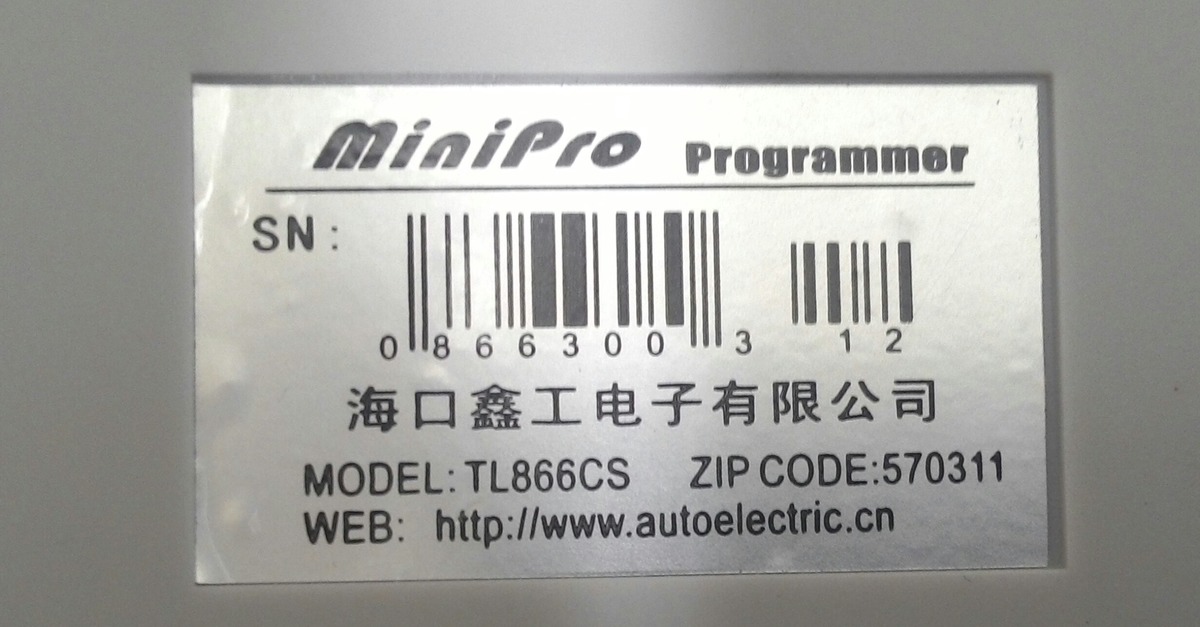 MiniPro Programmer
SN:
0 866300 3 12
海口鑫工电子有限公司
MODEL: TL866CS ZIP CODE:570311
WEB: http://www.autoelectric.cn